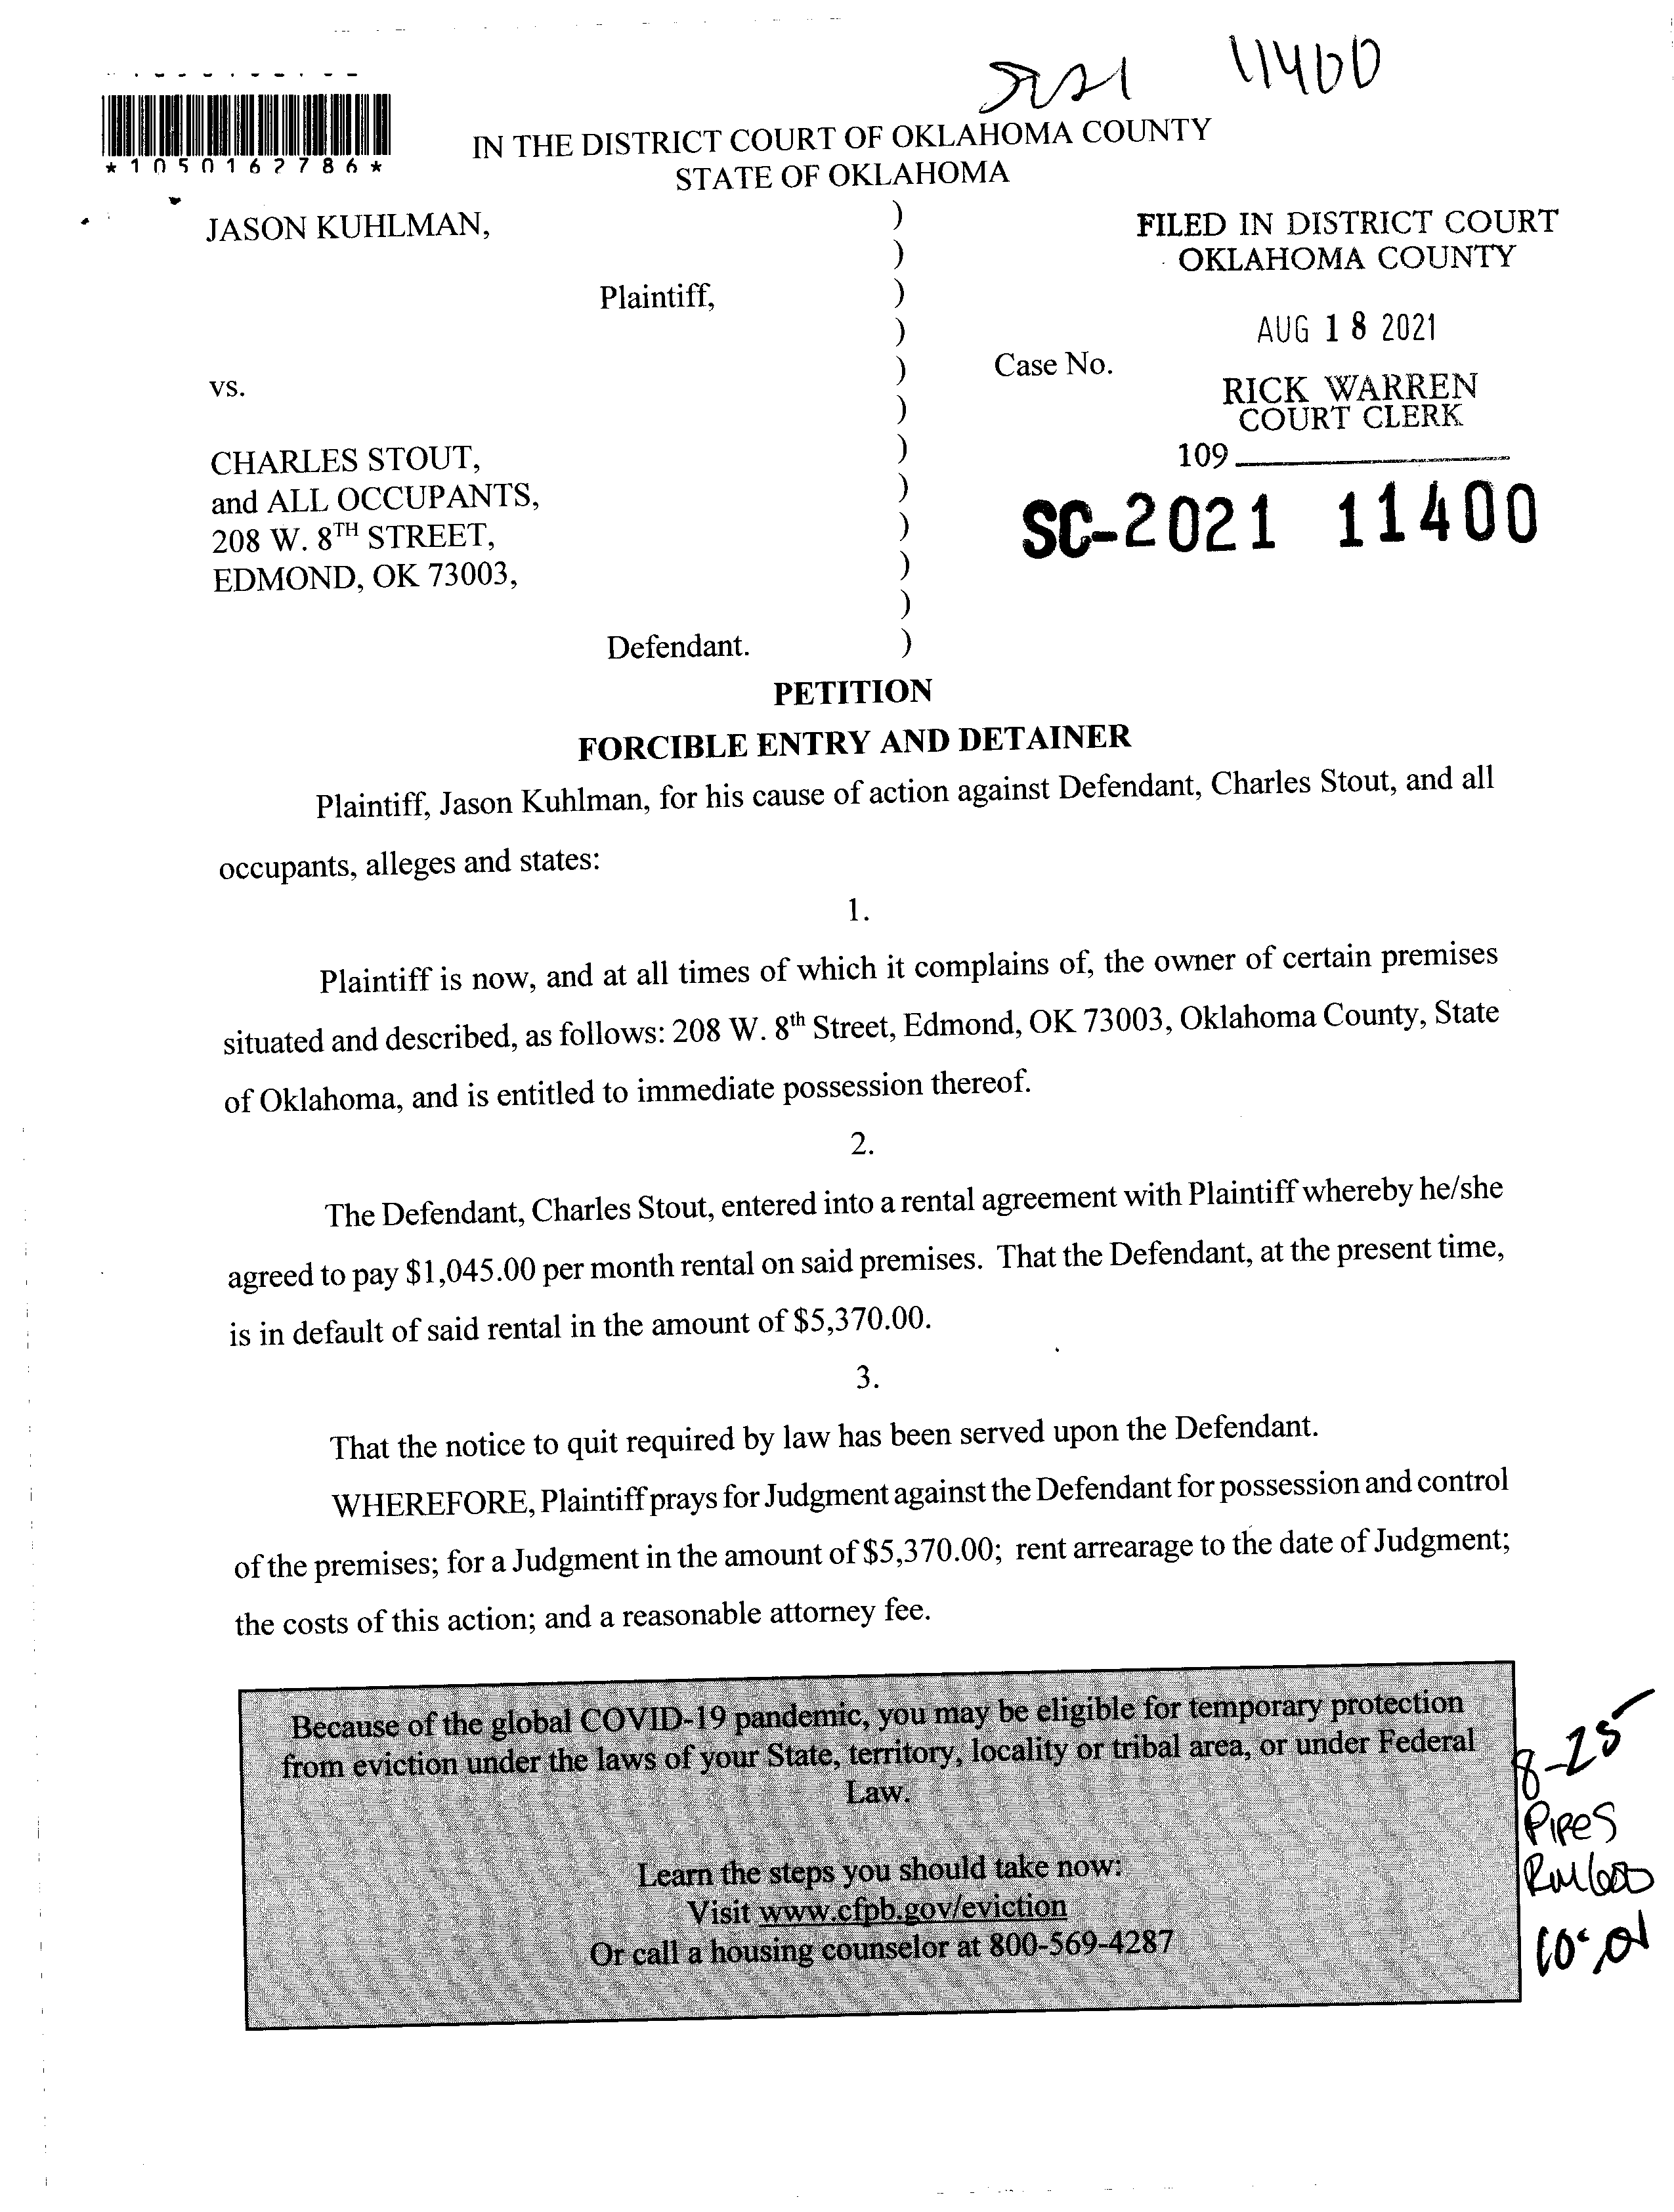 11400
*1050162786*
IN THE DISTRICT COURT OF OKLAHOMA COUNTY
STATE OF OKLAHOMA
JASON KUHLMAN,
Plaintiff,
vs.
CHARLES STOUT,
and ALL OCCUPANTS,
208 W. 8TH STREET,
EDMOND, OK 73003,
Defendant.
)
)
)
)
)
)
)
)
)
)
)
)
FILED IN DISTRICT COURT
OKLAHOMA COUNTY
AUG 18 2021
Case No.
RICK WARREN
COURT CLERK
109
SC-2021 11400
PETITION
FORCIBLE ENTRY AND DETAINER
Plaintiff, Jason Kuhlman, for his cause of action against Defendant, Charles Stout, and all
occupants, alleges and states:
1.
Plaintiff is now, and at all times of which it complains of, the owner of certain premises
situated and described, as follows: 208 W. 8th Street, Edmond, OK 73003, Oklahoma County, State
of Oklahoma, and is entitled to immediate possession thereof.
2.
The Defendant, Charles Stout, entered into a rental agreement with Plaintiff whereby he/she
agreed to pay $1,045.00 per month rental on said premises. That the Defendant, at the present time,
is in default of said rental in the amount of $5,370.00.
3.
That the notice to quit required by law has been served upon the Defendant.
WHEREFORE, Plaintiff prays for Judgment against the Defendant for possession and control
of the premises; for a Judgment in the amount of $5,370.00; rent arrearage to the date of Judgment;
the costs of this action; and a reasonable attorney fee.
Because of the global COVID-19 pandemic, you may be eligible for temporary protection
from eviction under the laws of your State, territory, locality or tribal area, or under Federal
Law.
Learn the steps you should take now:
Visit www.cfpb.gov/eviction
Or call a housing counselor at 800-569-4287
8-25
Pipes
Rm 600